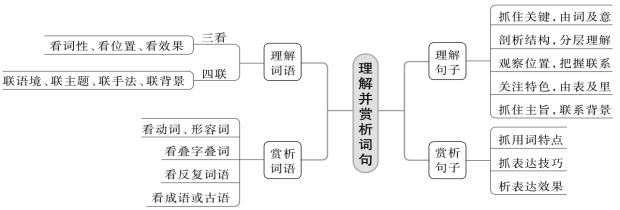 理解并赏析词句
理解
词语
三看
看词性、看位置、看效果
四联
联语境、联主题、联手法、联背景
赏析
词语
看动词、形容词
看叠字叠词
看反复词语
看成语或古语
理解
句子
抓住关键，由词及意
剖析结构，分层理解
观察位置，把握联系
关注特色，由表及里
抓住主旨，联系背景
赏析
句子
抓用词特点
抓表达技巧
析表达效果